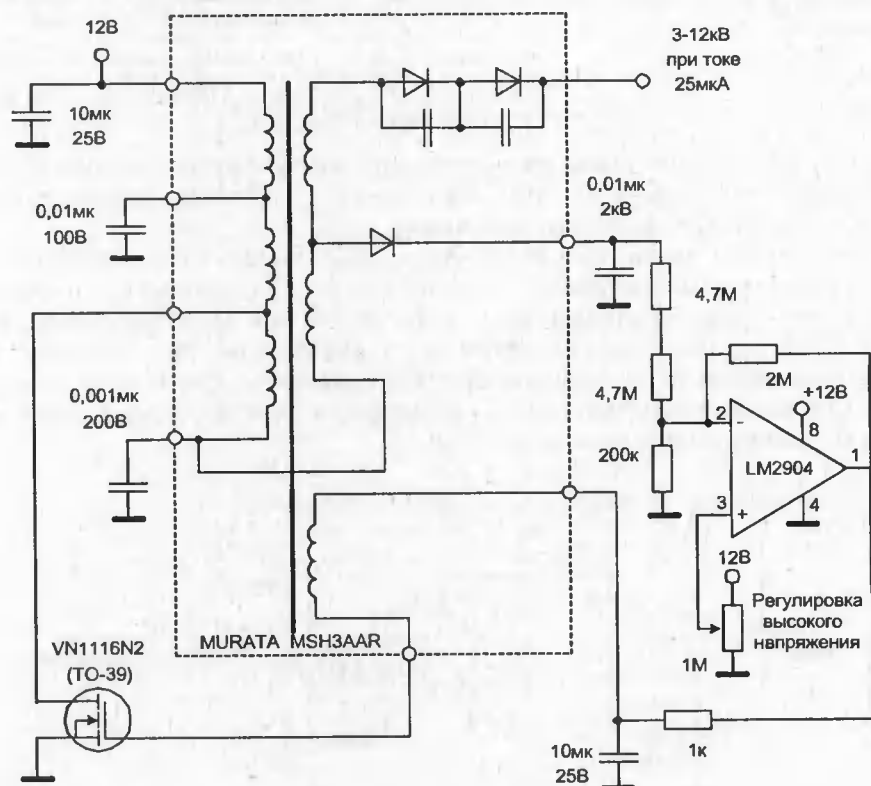 12В
10мк
25В
3-12кВ
при токе
25мкА
0,01мк
100В
0,01мк
2кВ
4,7М
0,001мк
200В
4,7М
2М
+12В
2
-
8
1
200к
LM2904
3
+
4
12В
Регулировка
высокого
напряжения
1М
MURATA MSH3AAR
VN1116N2
(ТО-39)
1к
10мк
25В